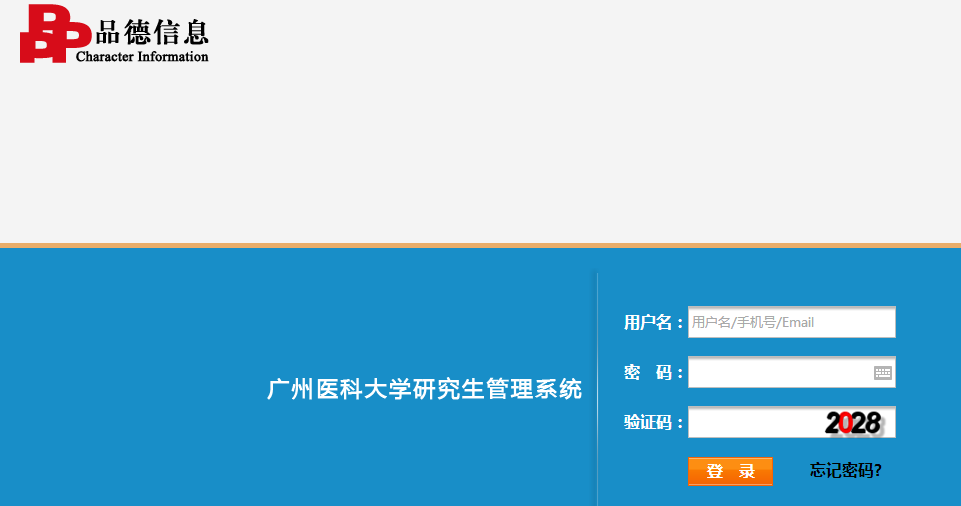 品德信息
Character Information
广州医科大学研究生管理系统
用户名：用户名/手机号/Email
密 码：
验证码：2028
登 录 忘记密码?